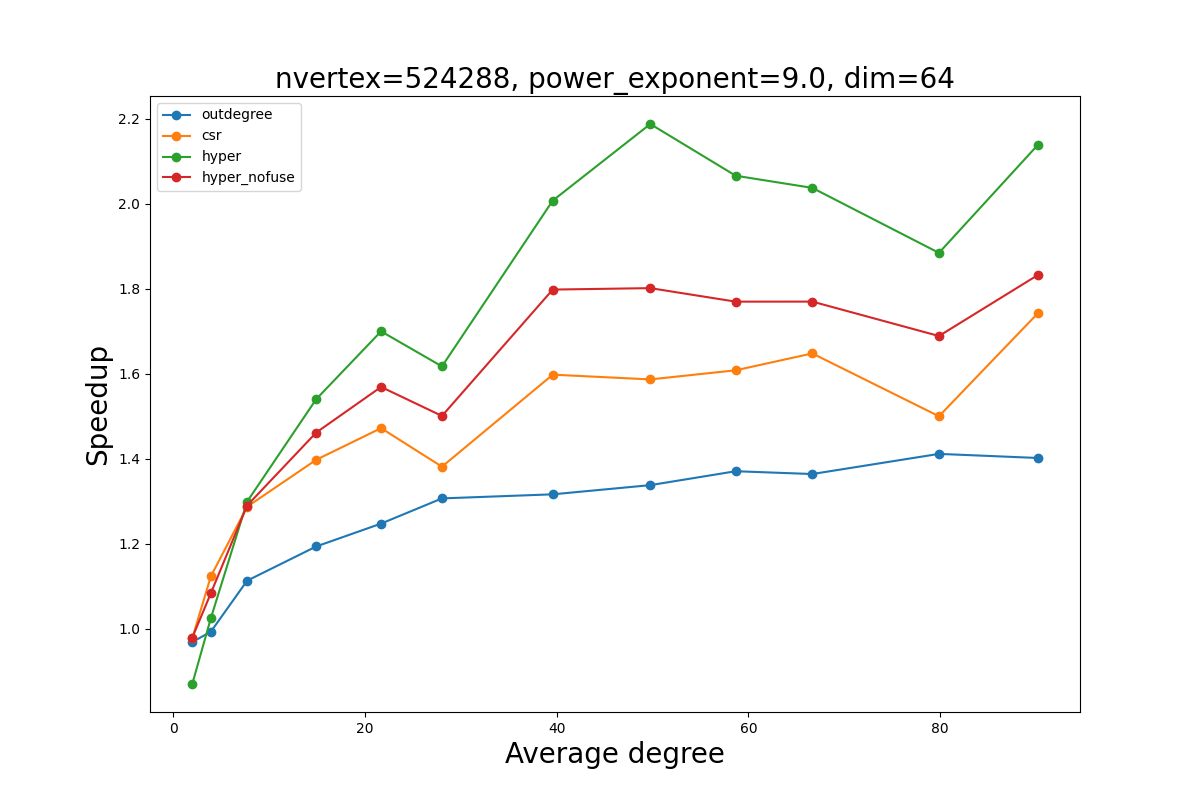 nvertex=524288, power_exponent=9.0, dim=64
outdegree
csr
hyper
hyper_nofuse
Speedup
2.2
2.0
1.8
1.6
1.4
1.2
1.0
0 20 40 60 80
Average degree